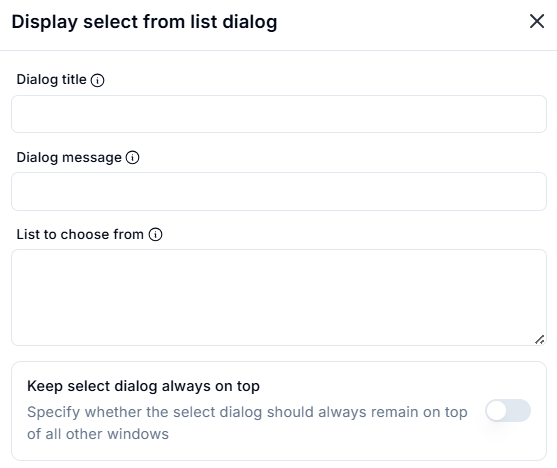 Display select from list dialog
Dialog title
Dialog message
List to choose from
Keep select dialog always on top
Specify whether the select dialog should always remain on top
of all other windows